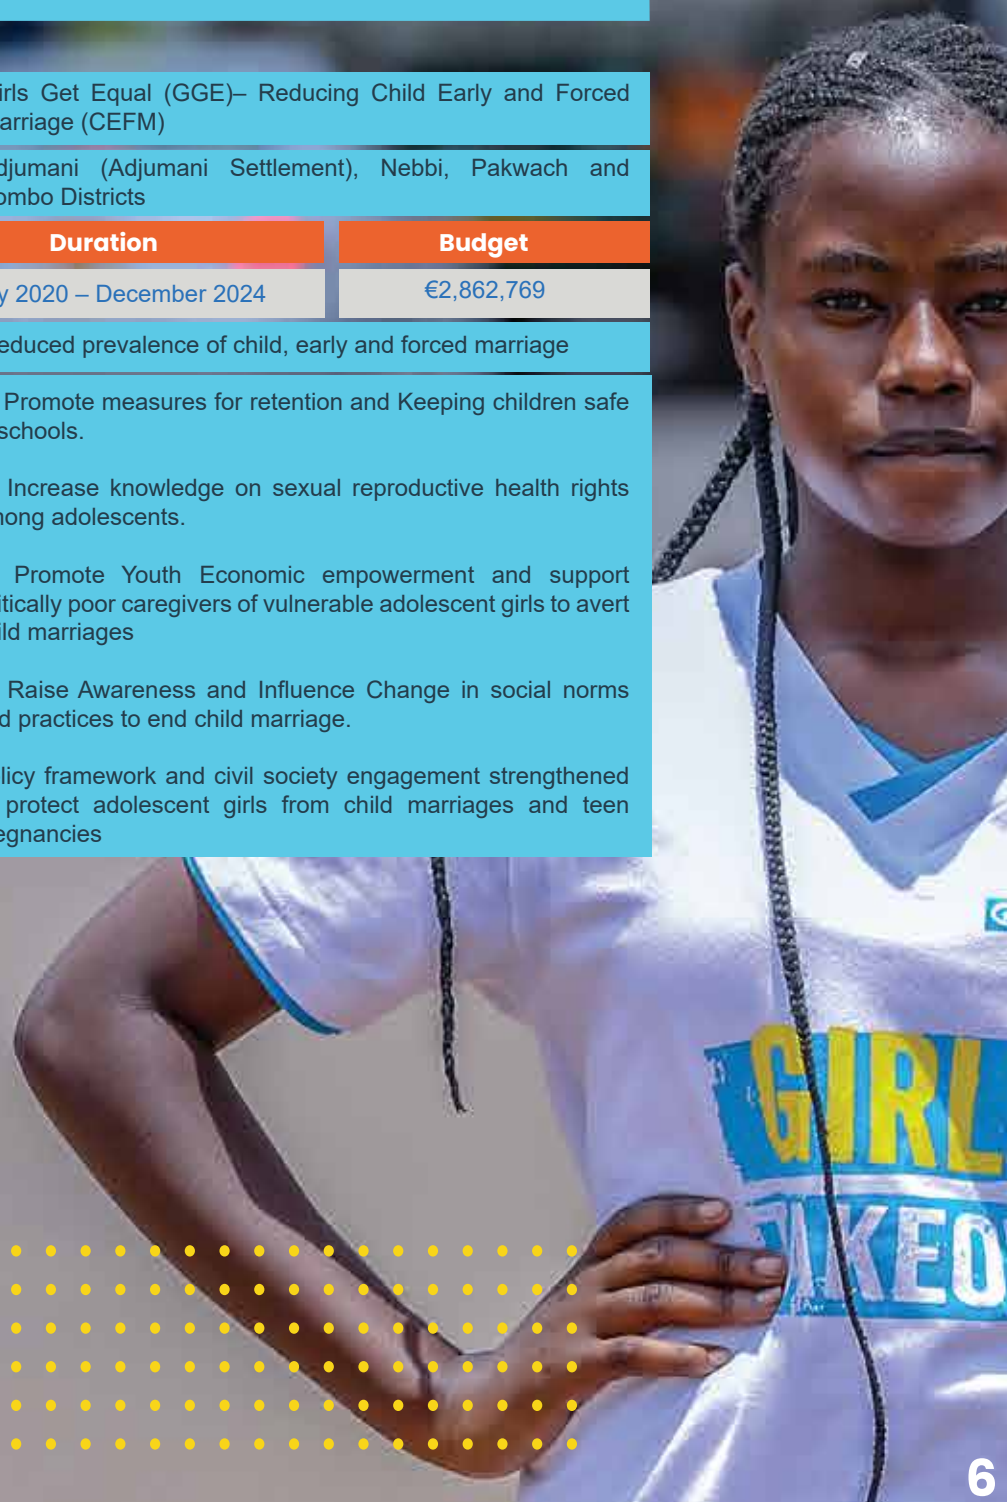 irls Get Equal (GGE)– Reducing Child Early and Forced
arriage (CEFM)
djumani (Adjumani Settlement), Nebbi, Pakwach and
ombo Districts
Duration
Budget
y 2020 – December 2024
€2,862,769
educed prevalence of child, early and forced marriage
Promote measures for retention and Keeping children safe
schools.
Increase knowledge on sexual reproductive health rights
nong adolescents.
Promote Youth Economic empowerment and support
itically poor caregivers of vulnerable adolescent girls to avert
ild marriages
Raise Awareness and Influence Change in social norms
d practices to end child marriage.
licy framework and civil society engagement strengthened
protect adolescent girls from child marriages and teen
egnancies
GIRL
TAKEO
6